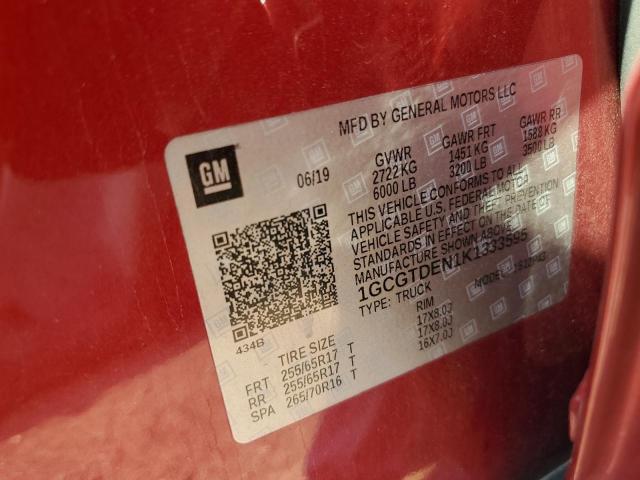 MFD BY GENERAL MOTORS LLC
GM
06/19
GVWR GAWR FRT GAWR RR
2722 KG 1451 KG 1588 KG
6000 LB 3200 LB 3500 LB
THIS VEHICLE CONFORMS TO ALL
APPLICABLE U.S. FEDERAL MOTOR
VEHICLE SAFETY AND THEFT PREVENTION
STANDARDS IN EFFECT ON THE DATE OF
MANUFACTURE SHOWN ABOVE.
1GCGTDEN1K1333595
TYPE: TRUCK MODEL:
434B
TIRE SIZE RIM
FRT 255/65R17 T 17X8.0J
RR 255/65R17 T 17X8.0J
SPA 265/70R16 T 16X7.0J